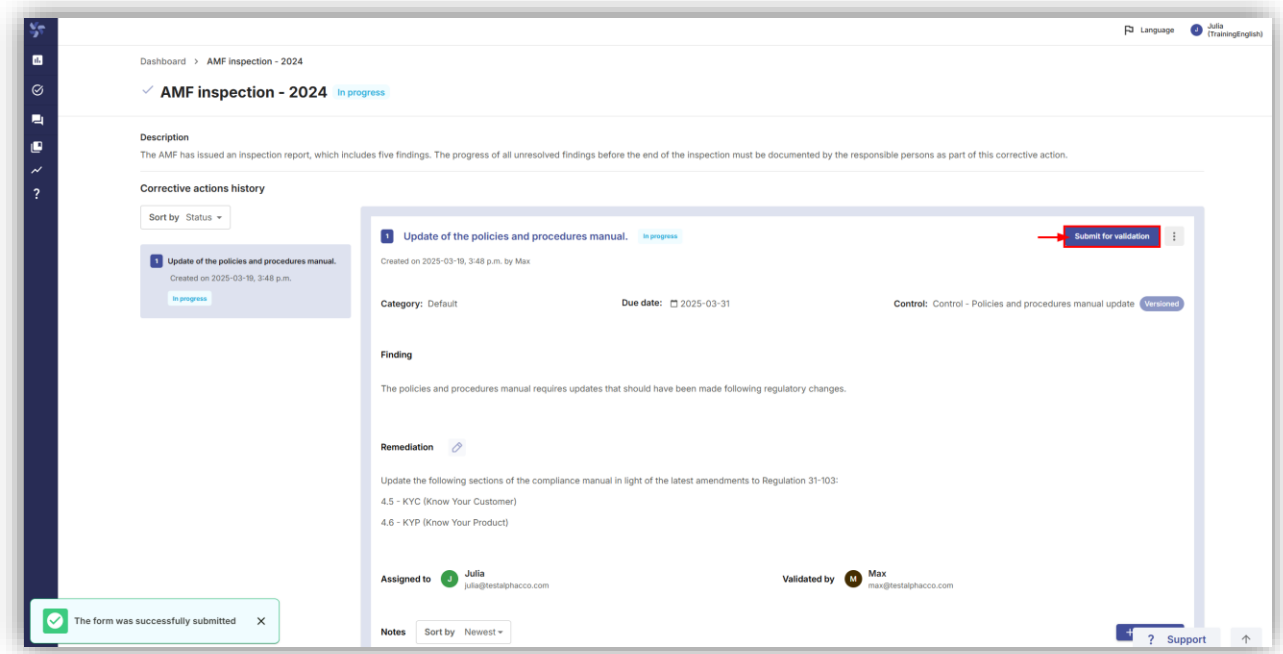 Language
J
Julia
(TrainingEnglish)
Dashboard > AMF inspection - 2024
AMF inspection - 2024 In progress
Description
The AMF has issued an inspection report, which includes five findings. The progress of all unresolved findings before the end of the inspection must be documented by the responsible persons as part of this corrective action.
Corrective actions history
Sort by Status
1 Update of the policies and procedures manual.
Created on 2025-03-19, 3:48 p.m.
In progress
1 Update of the policies and procedures manual. In progress
Submit for validation
Created on 2025-03-19, 3:48 p.m. by Max
Category: Default
Due date: 2025-03-31
Control: Control - Policies and procedures manual update Versioned
Finding
The policies and procedures manual requires updates that should have been made following regulatory changes.
Remediation
Update the following sections of the compliance manual in light of the latest amendments to Regulation 31-103:
4.5 - KYC (Know Your Customer)
4.6 - KYP (Know Your Product)
Assigned to J Julia
julia@testalphacco.com
Validated by M Max
max@testalphacco.com
Notes Sort by Newest
+
? Support
The form was successfully submitted
?